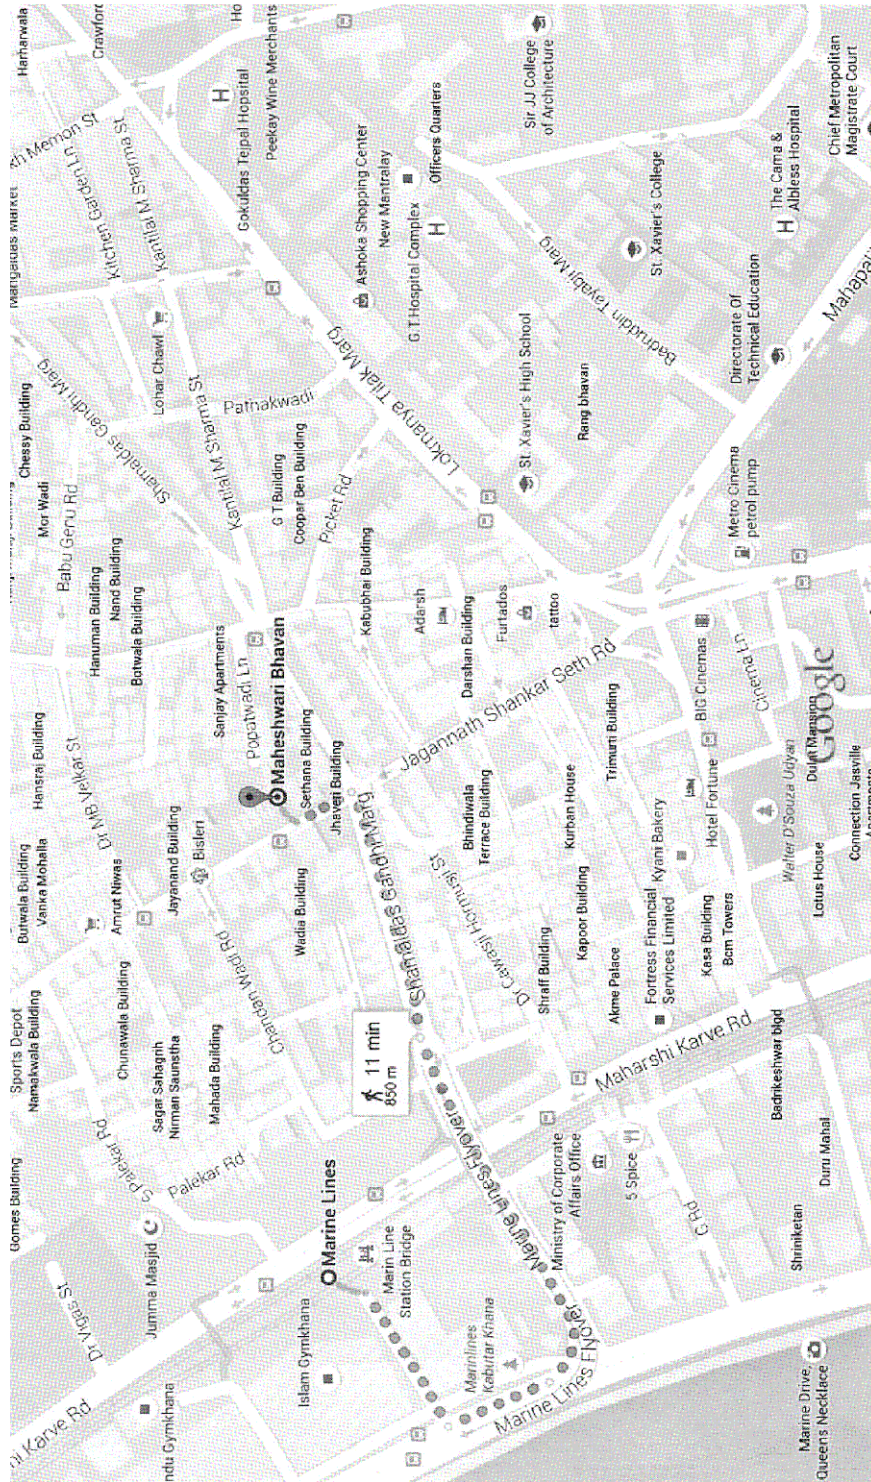 Harharwala
Crawford
Ho
Peekay Wine Merchants
Gokuldas Tejpal Hopsital
H
Memon St
Kitchen Garden Ln
Kantilal M Sharma St
Mangaldas Market
Lohar Chawl
Shamaldas Gandhi Marg
Chessy Building
Mor Wadi
Babu Genu Rd
Kantilal M Sharma St
Patnakwadi
G T Building
Coopar Ben Building
Picket Rd
Lokmanya Tilak Marg
Ashoka Shopping Center
New Mantralay
G.T.Hospital Complex
H
Officers Quarters
Sir JJ College
of Architecture
St. Xavier's College
Badruddin Tayabji Marg
The Cama &
Albless Hospital
H
Chief Metropolitan
Magistrate Court
Directorate Of
Technical Education
St. Xavier's High School
Rang bhavan
Metro Cinema
petrol pump
Hanuman Building
Nand Building
Botwala Building
Sanjay Apartments
Popatwadi Ln
Maheshwari Bhavan
Sethana Building
Jhaveri Building
Kabubhai Building
Adarsh
Darshan Building
Furtados
tattoo
Jagannath Shankar Seth Rd
BIG Cinemas
Cinema Ln
Google
Dulat Mansion
Connection Jasville
Hansraj Building
Dr MB Velkar St
Butwala Building
Vanka Mohalla
Amrut Niwas
Jayanand Building
Bisleri
Wadia Building
Chandan Wadi Rd
Shamaldas Gandhi Marg
Bhindiwala
Terrace Building
Dr Cawasji Hormusji St
Kurban House
Trimurti Building
Kapoor Building
Shraff Building
Akme Palace
Fortress Financial
Services Limited
Kyani Bakery
Hotel Fortune
Kasa Building
Bcm Towers
Walter D'Souza Udyan
Lotus House
Sports Depot
Namakwala Building
Chunawala Building
Sagar Sahagrih
Nirman Saunstha
Mahada Building
11 min
850 m
Maharshi Karve Rd
Badrikeshwar blgd
Gomes Building
S Palekar Rd
Palekar Rd
Jumma Masjid
Marine Lines
Marin Line
Station Bridge
Marine Lines Flyover
Ministry of Corporate
Affairs Office
5 Spice
G Rd
Duru Mahal
Shriniketan
Dr Vigas St
Islam Gymkhana
Marinlines
Kabutar Khana
Marine Lines Flyover
Karve Rd
Gymkhana
Marine Drive,
Queens Necklace